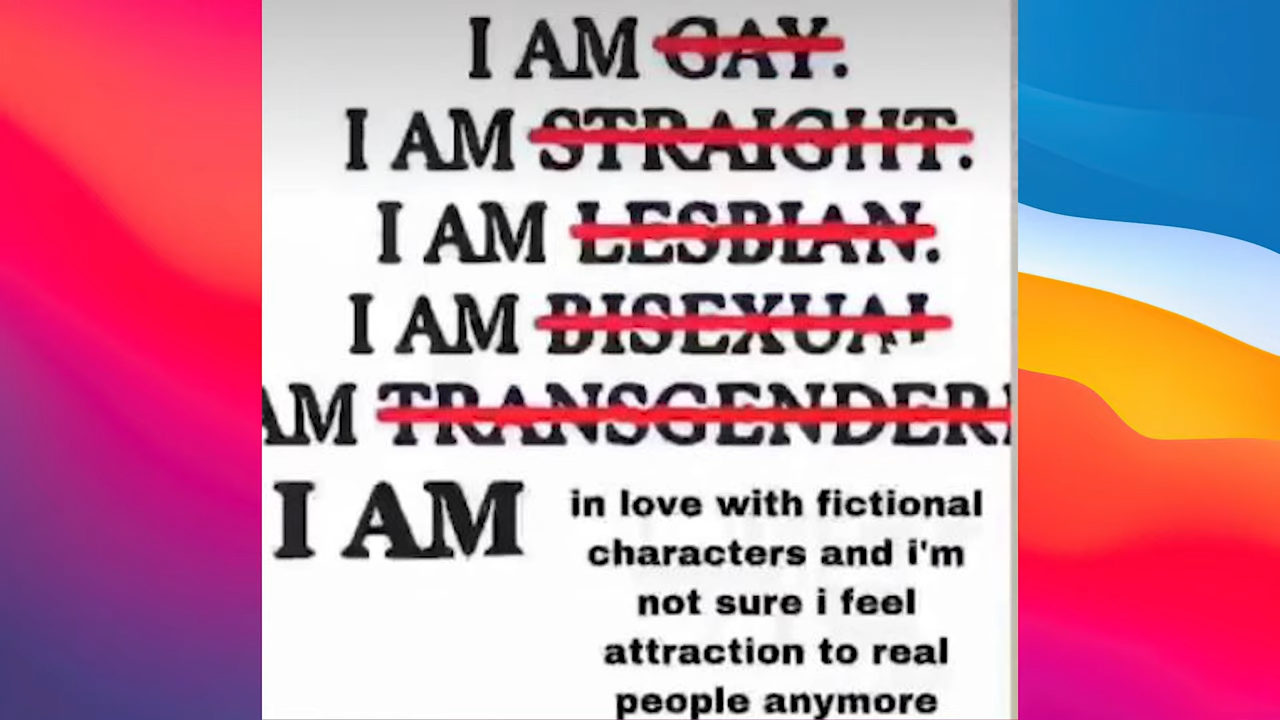 I AM GAY.
I AM STRAIGHT.
I AM LESBIAN.
I AM BISEXUAL
AM TRANSGENDER
I AM
in love with fictional
characters and i'm
not sure i feel
attraction to real
people anymore